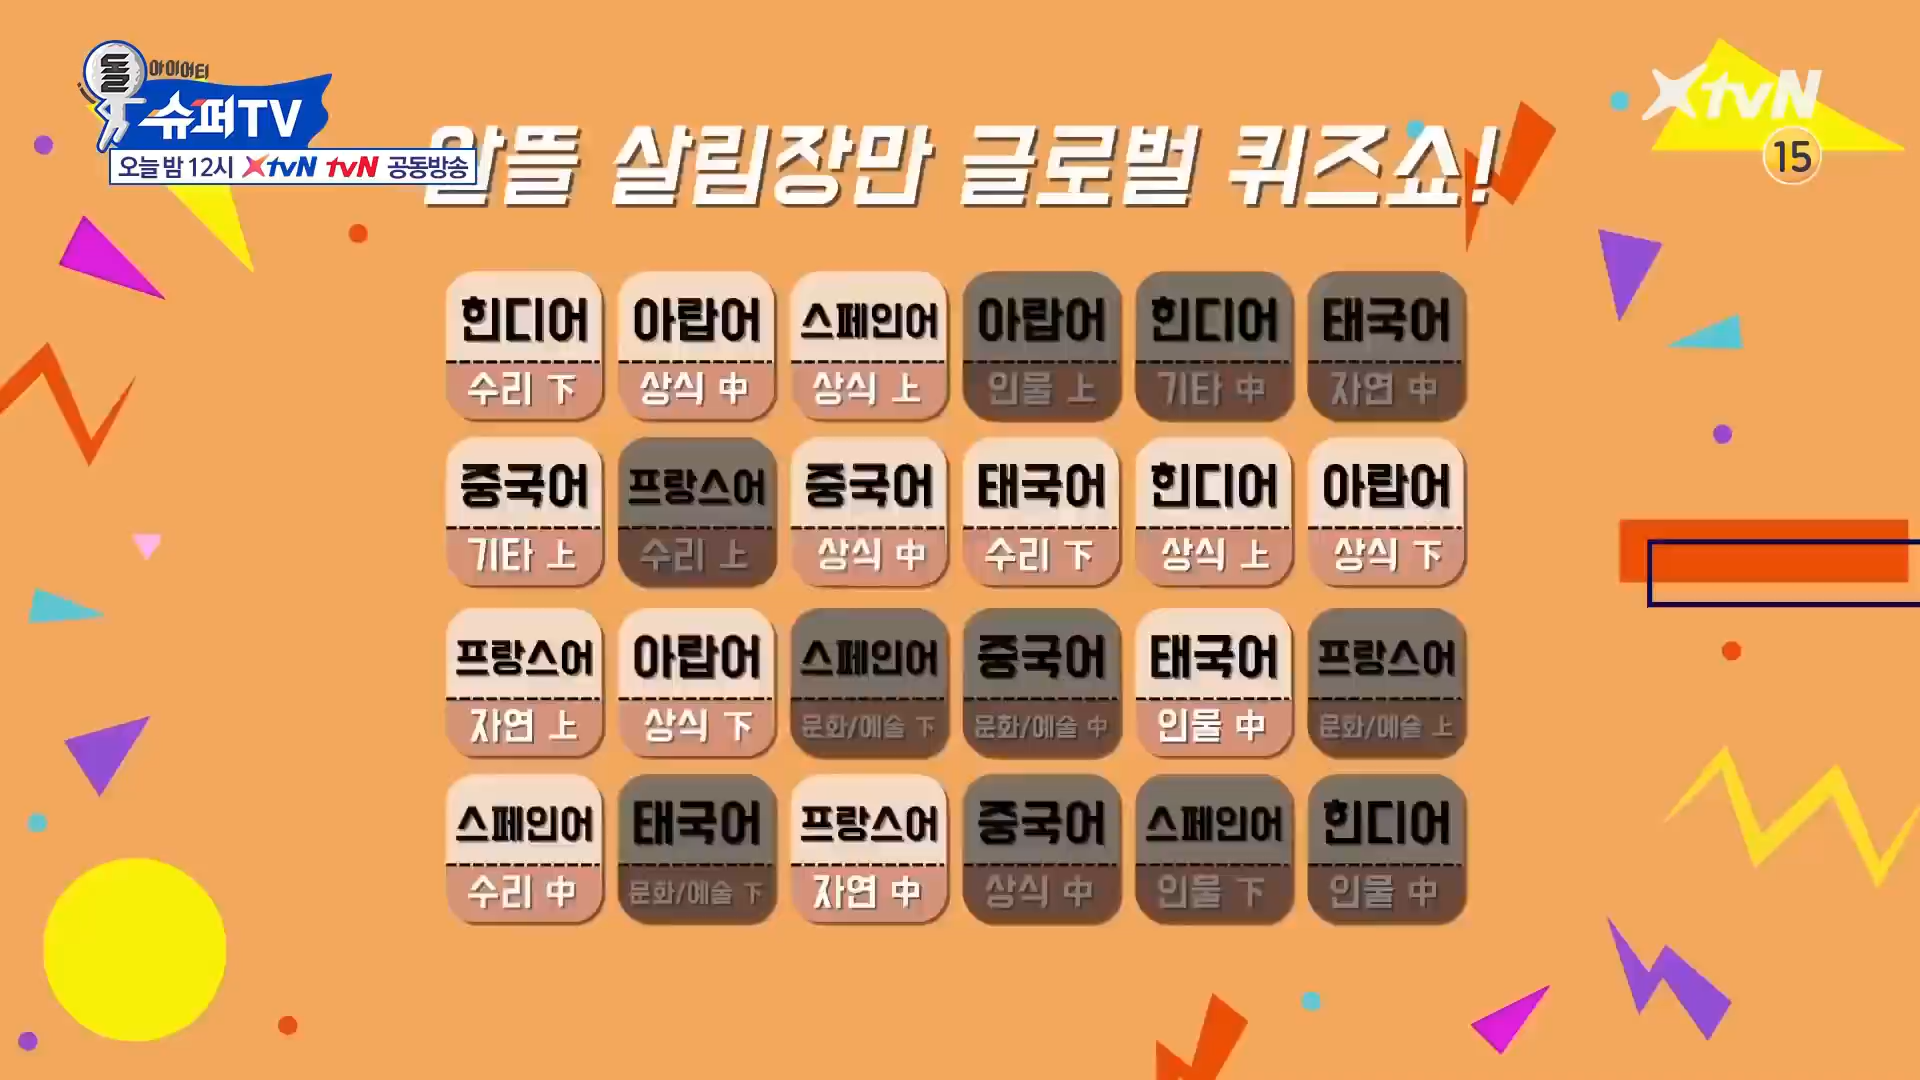 돌
아이어티
슈퍼TV
오늘 밤 12시 XtvN tvN 공동방송
XtvN
15
알뜰 살림장만 글로벌 퀴즈쇼!
힌디어 아랍어 스페인어 아랍어 힌디어 태국어
수리 下 상식 中 상식 上 인물 上 기타 中 자연 中
중국어 프랑스어 중국어 태국어 힌디어 아랍어
기타 上 수리 上 상식 中 수리 下 상식 上 상식 下
프랑스어 아랍어 스페인어 중국어 태국어 프랑스어
자연 上 상식 下 문화/예술 下 문화/예술 中 인물 中 문화/예술 上
스페인어 태국어 프랑스어 중국어 스페인어 힌디어
수리 中 문화/예술 下 자연 中 상식 中 인물 下 인물 中